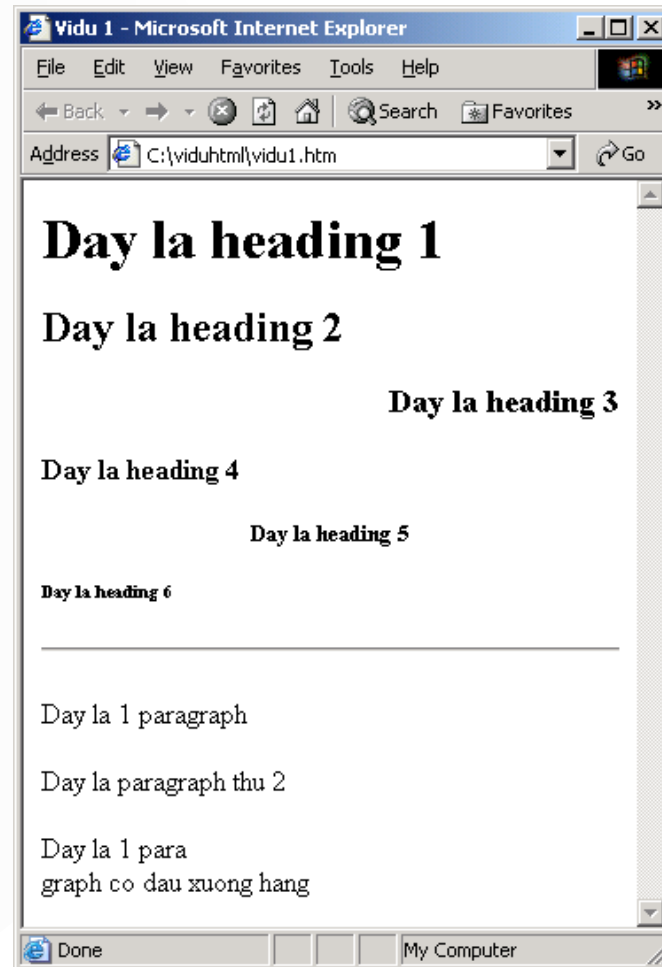 Vidu 1 - Microsoft Internet Explorer
File Edit View Favorites Tools Help
Back Search Favorites »
Address C:\viduhtml\vidu1.htm Go
Day la heading 1
Day la heading 2
Day la heading 3
Day la heading 4
Day la heading 5
Day la heading 6
Day la 1 paragraph
Day la paragraph thu 2
Day la 1 para
graph co dau xuong hang
Done My Computer